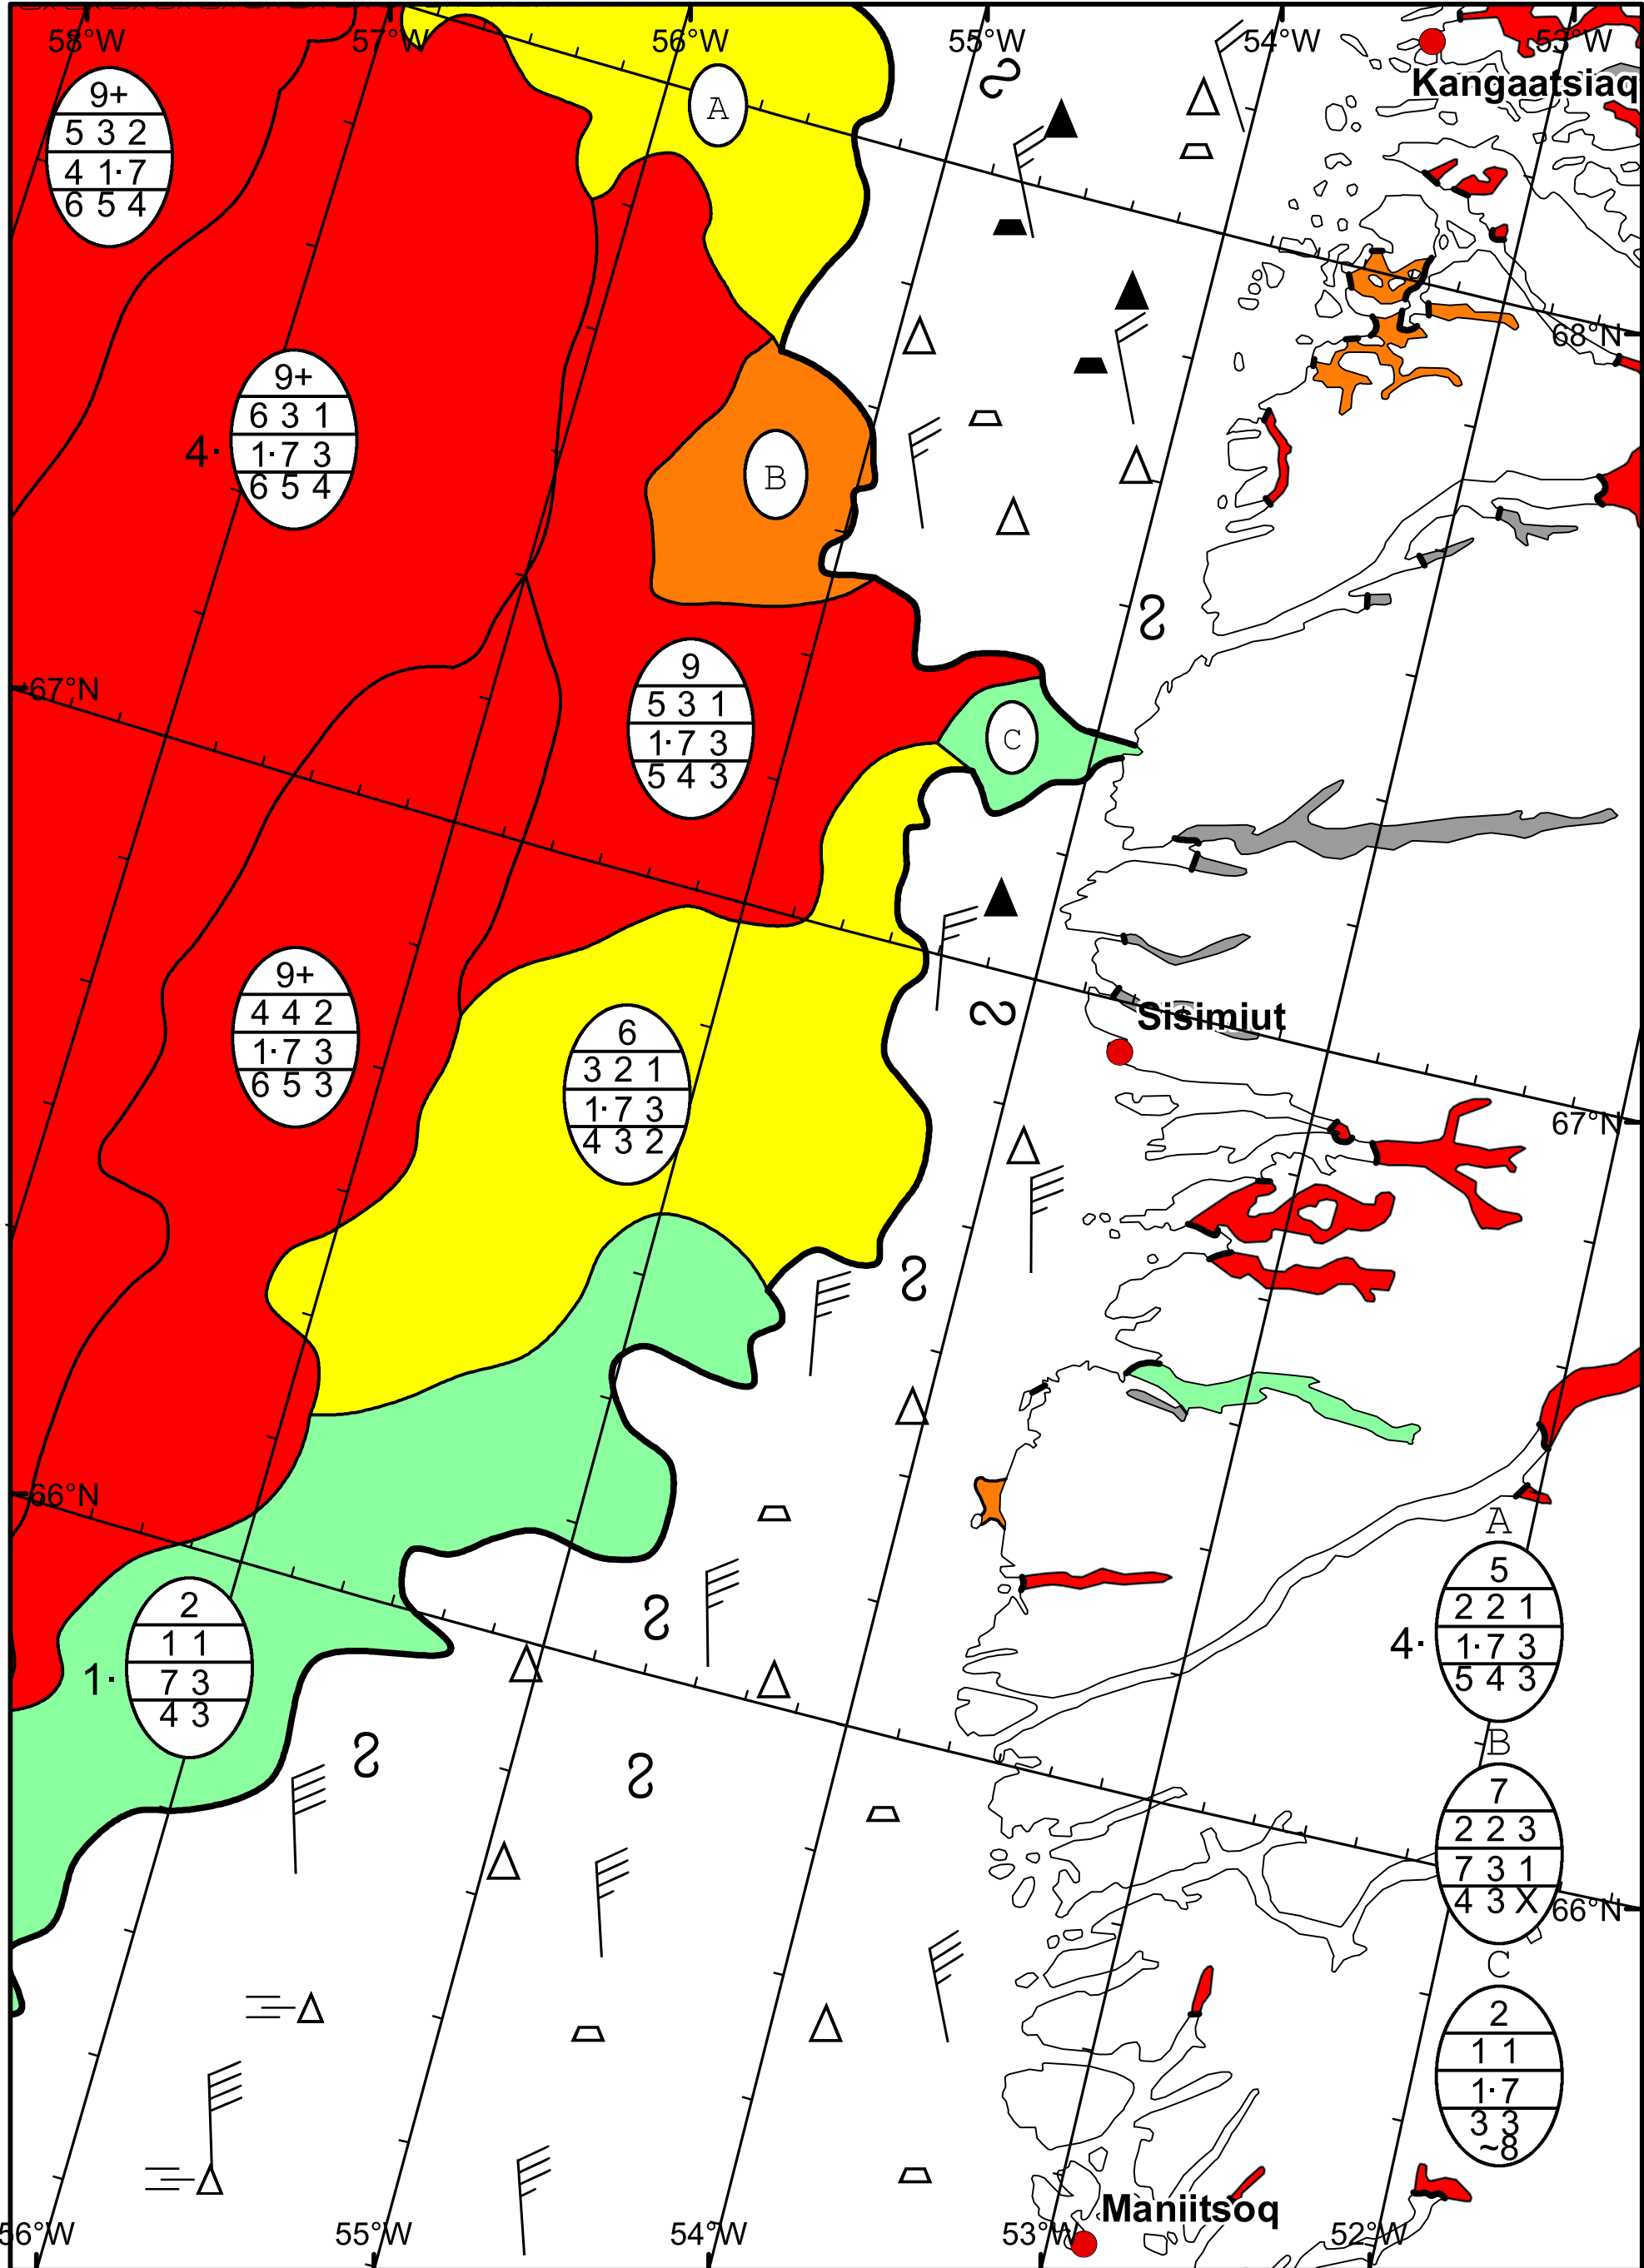 58°W 57°W 56°W 55°W 54°W 53°W
Kangaatsiaq
9+
5 3 2
4 1· 7
6 5 4
A
68°N
9+
6 3 1
4· 1· 7 3
6 5 4
B
67°N
9
5 3 1
1· 7 3
5 4 3
C
9+
4 4 2
1· 7 3
6 5 3
6
3 2 1
1· 7 3
4 3 2
Sisimiut
67°N
66°N
2
1 1
1· 7 3
4 3
A
5
2 2 1
4· 1· 7 3
5 4 3
B
7
2 2 3
7 3 1
4 3 X
66°N
C
2
1 1
1· 7
3 3
~8
Maniitsoq
56°W 55°W 54°W 53°W 52°W